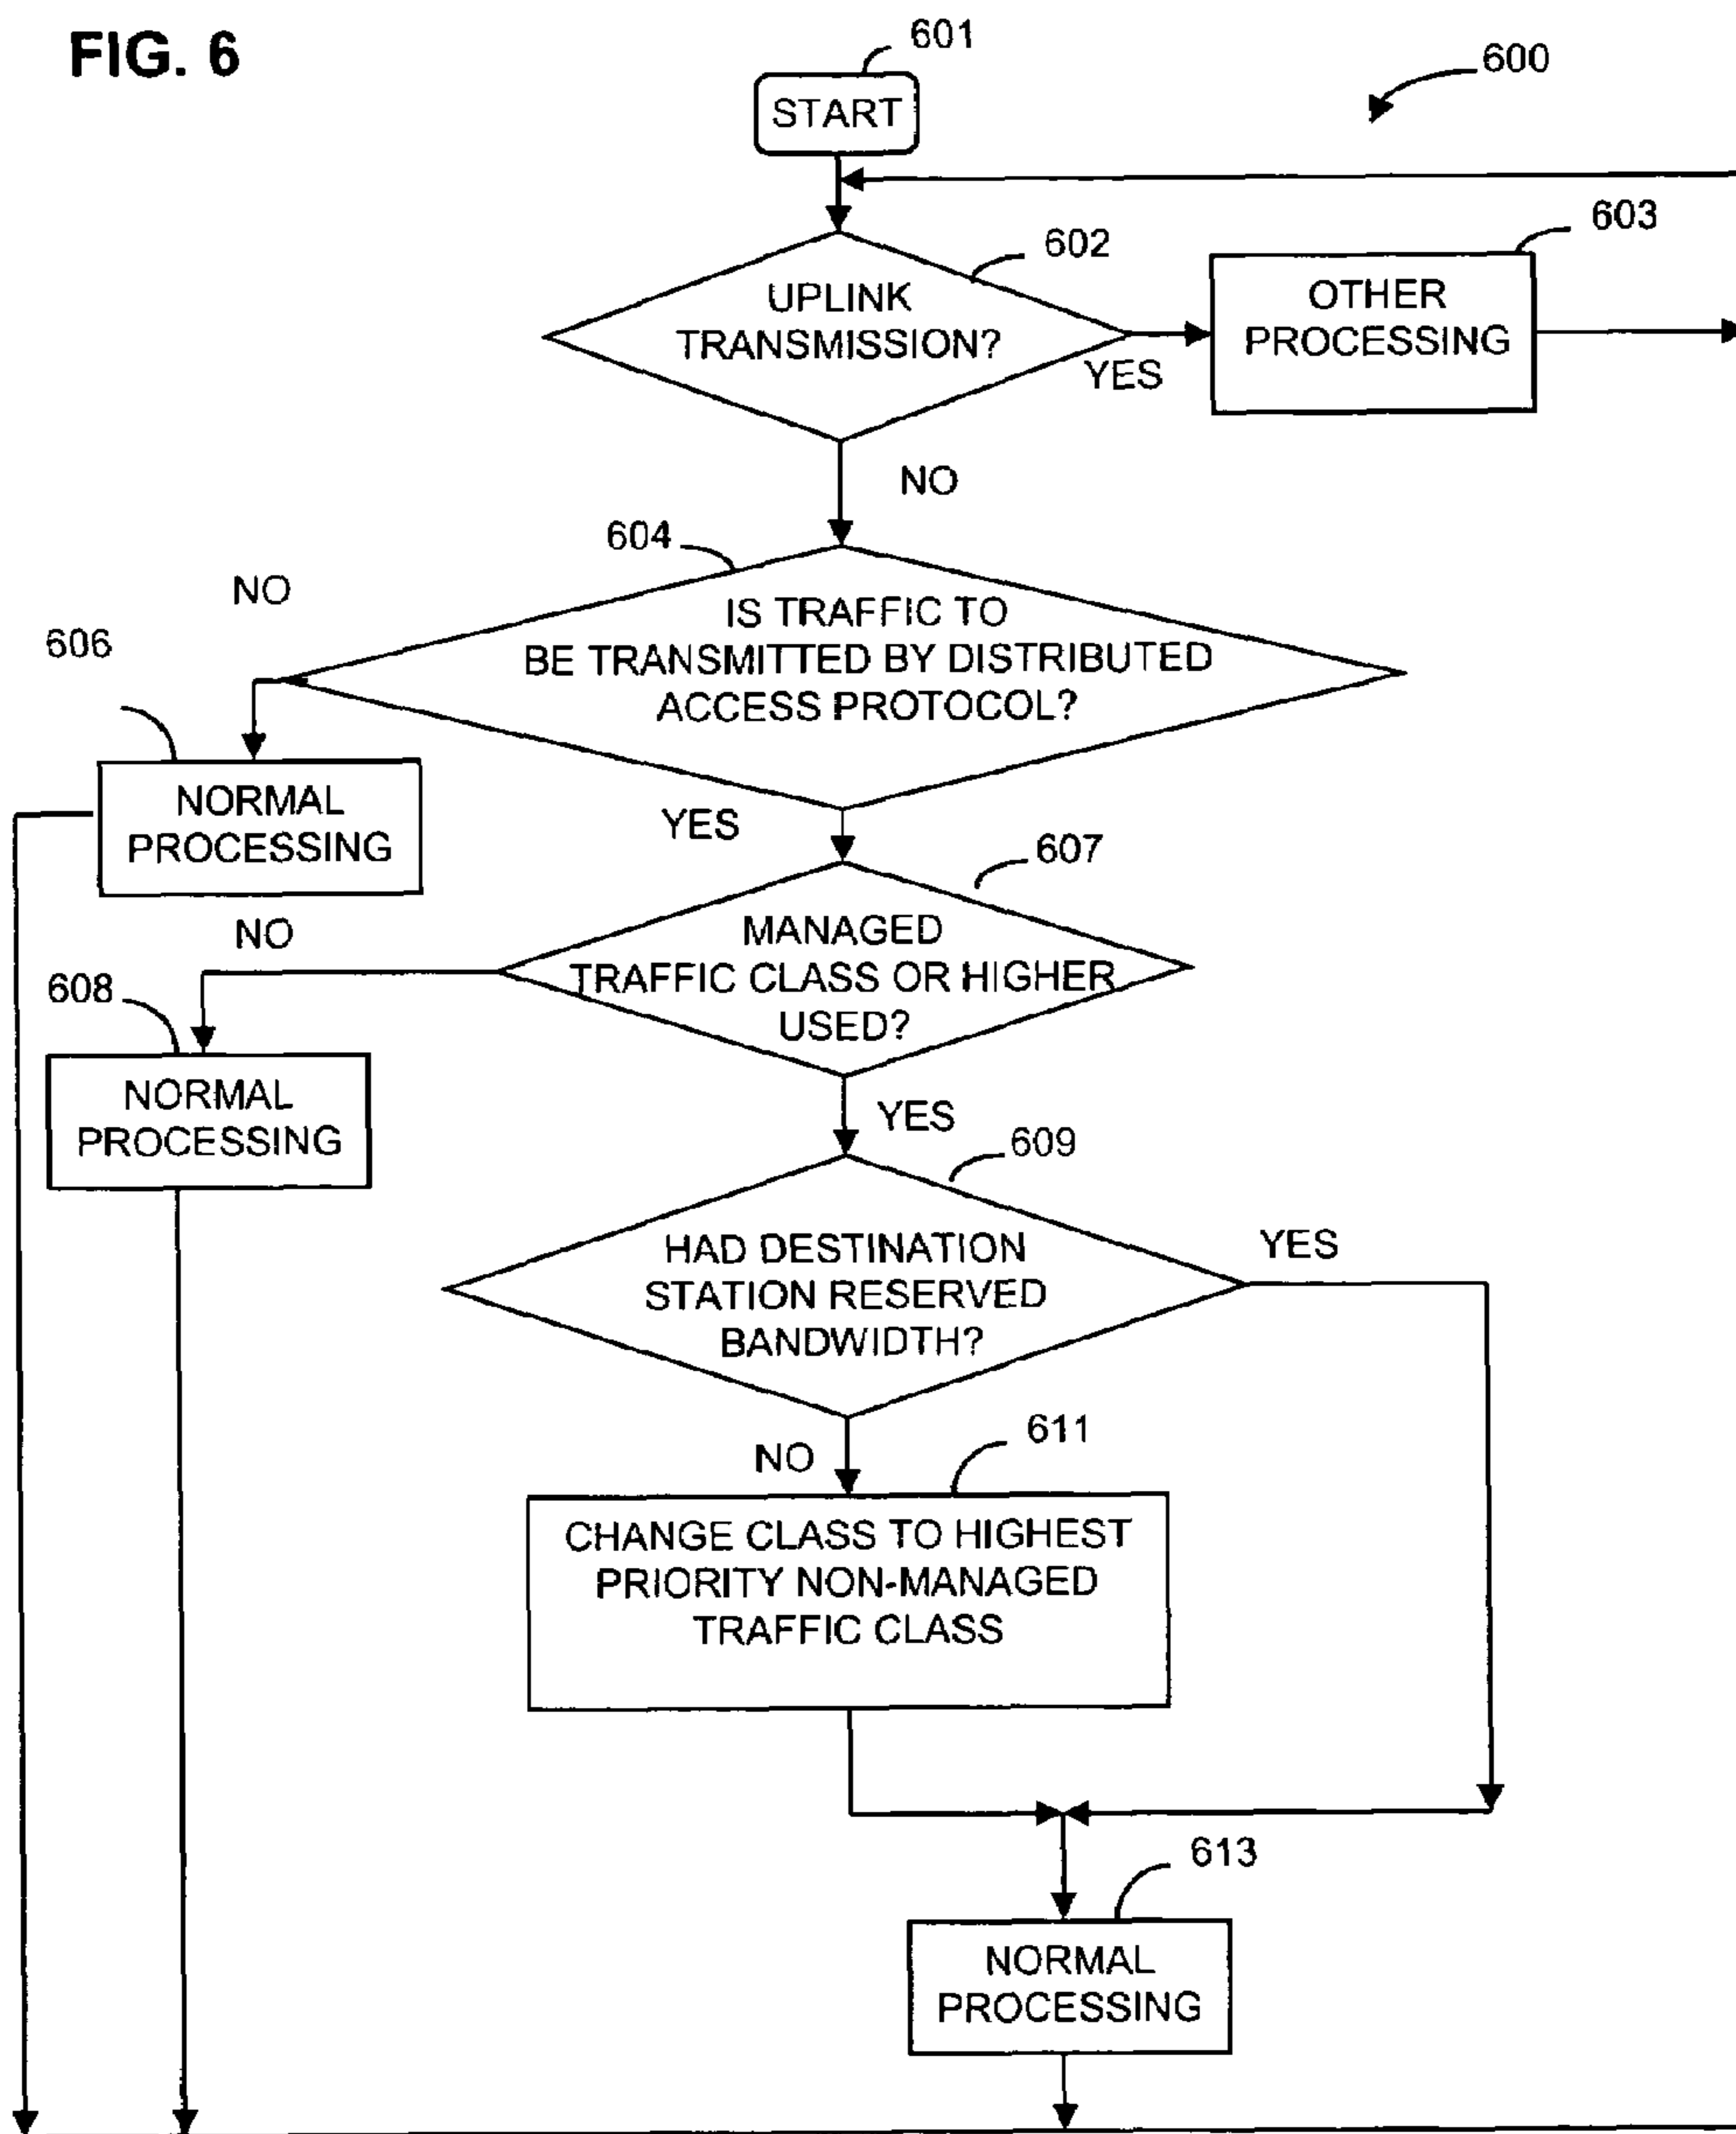 FIG. 6
601
600
START
602
603
UPLINK
TRANSMISSION?
OTHER
PROCESSING
YES
NO
604
NO
IS TRAFFIC TO
BE TRANSMITTED BY DISTRIBUTED
ACCESS PROTOCOL?
606
NORMAL
PROCESSING
YES
607
NO
MANAGED
TRAFFIC CLASS OR HIGHER
USED?
608
NORMAL
PROCESSING
YES
609
HAD DESTINATION
STATION RESERVED
BANDWIDTH?
YES
NO
611
CHANGE CLASS TO HIGHEST
PRIORITY NON-MANAGED
TRAFFIC CLASS
613
NORMAL
PROCESSING